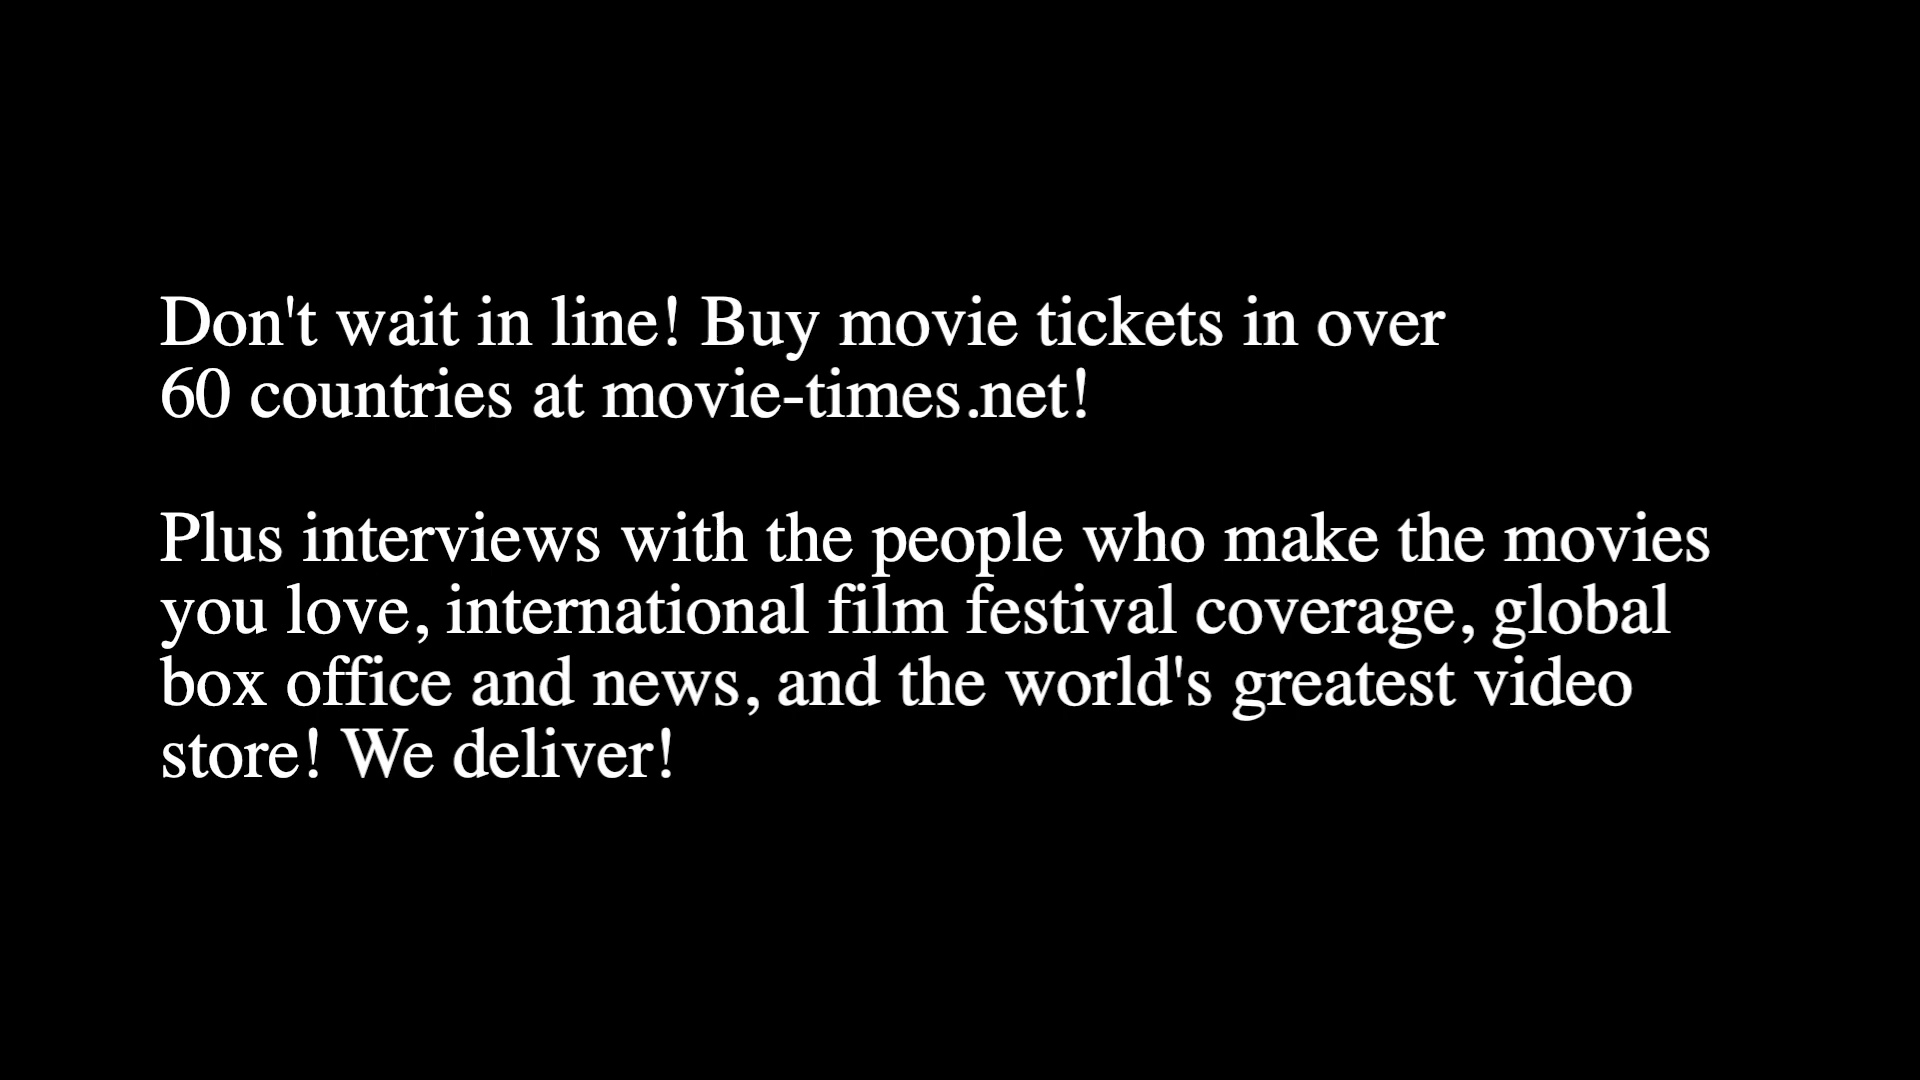 Don't wait in line! Buy movie tickets in over
60 countries at movie-times.net!
Plus interviews with the people who make the movies
you love, international film festival coverage, global
box office and news, and the world's greatest video
store! We deliver!